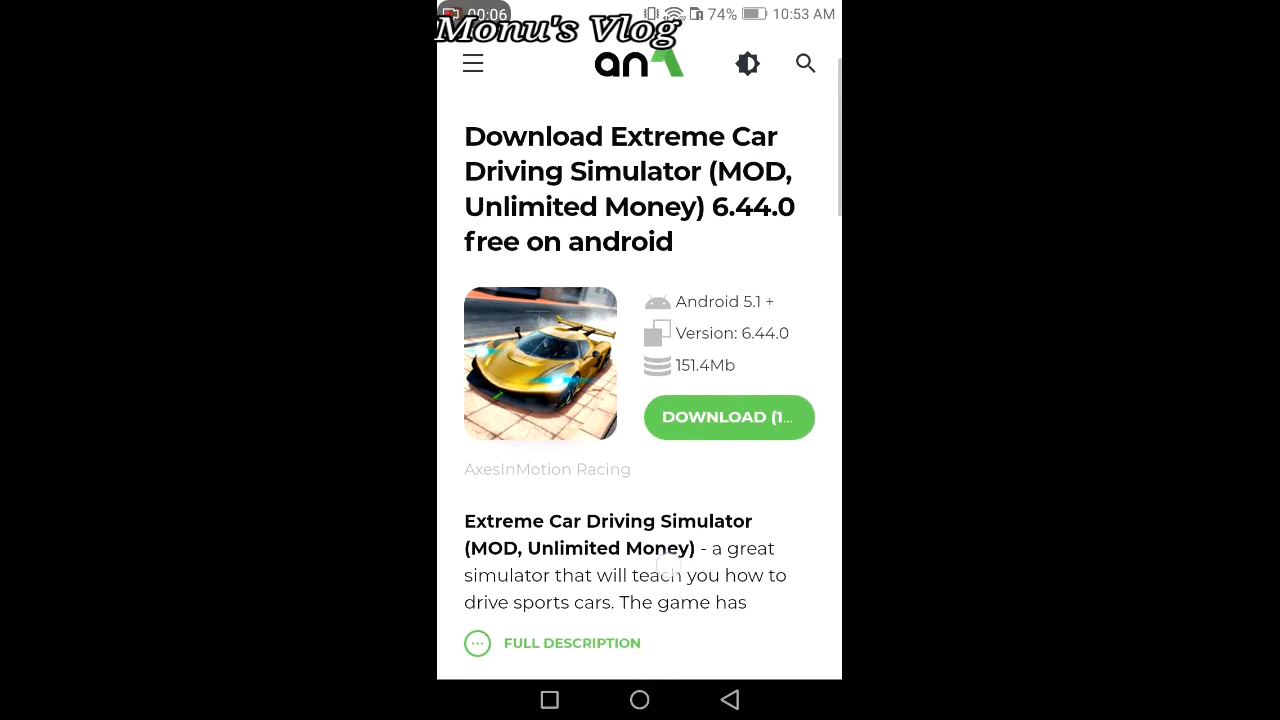 00:06
74%
10:53 AM
Monu's Vlog
an
Download Extreme Car
Driving Simulator (MOD,
Unlimited Money) 6.44.0
free on android
Android 5.1 +
Version: 6.44.0
151.4Mb
DOWNLOAD (1...
AxesInMotion Racing
Extreme Car Driving Simulator
(MOD, Unlimited Money) - a great
simulator that will teach you how to
drive sports cars. The game has
FULL DESCRIPTION